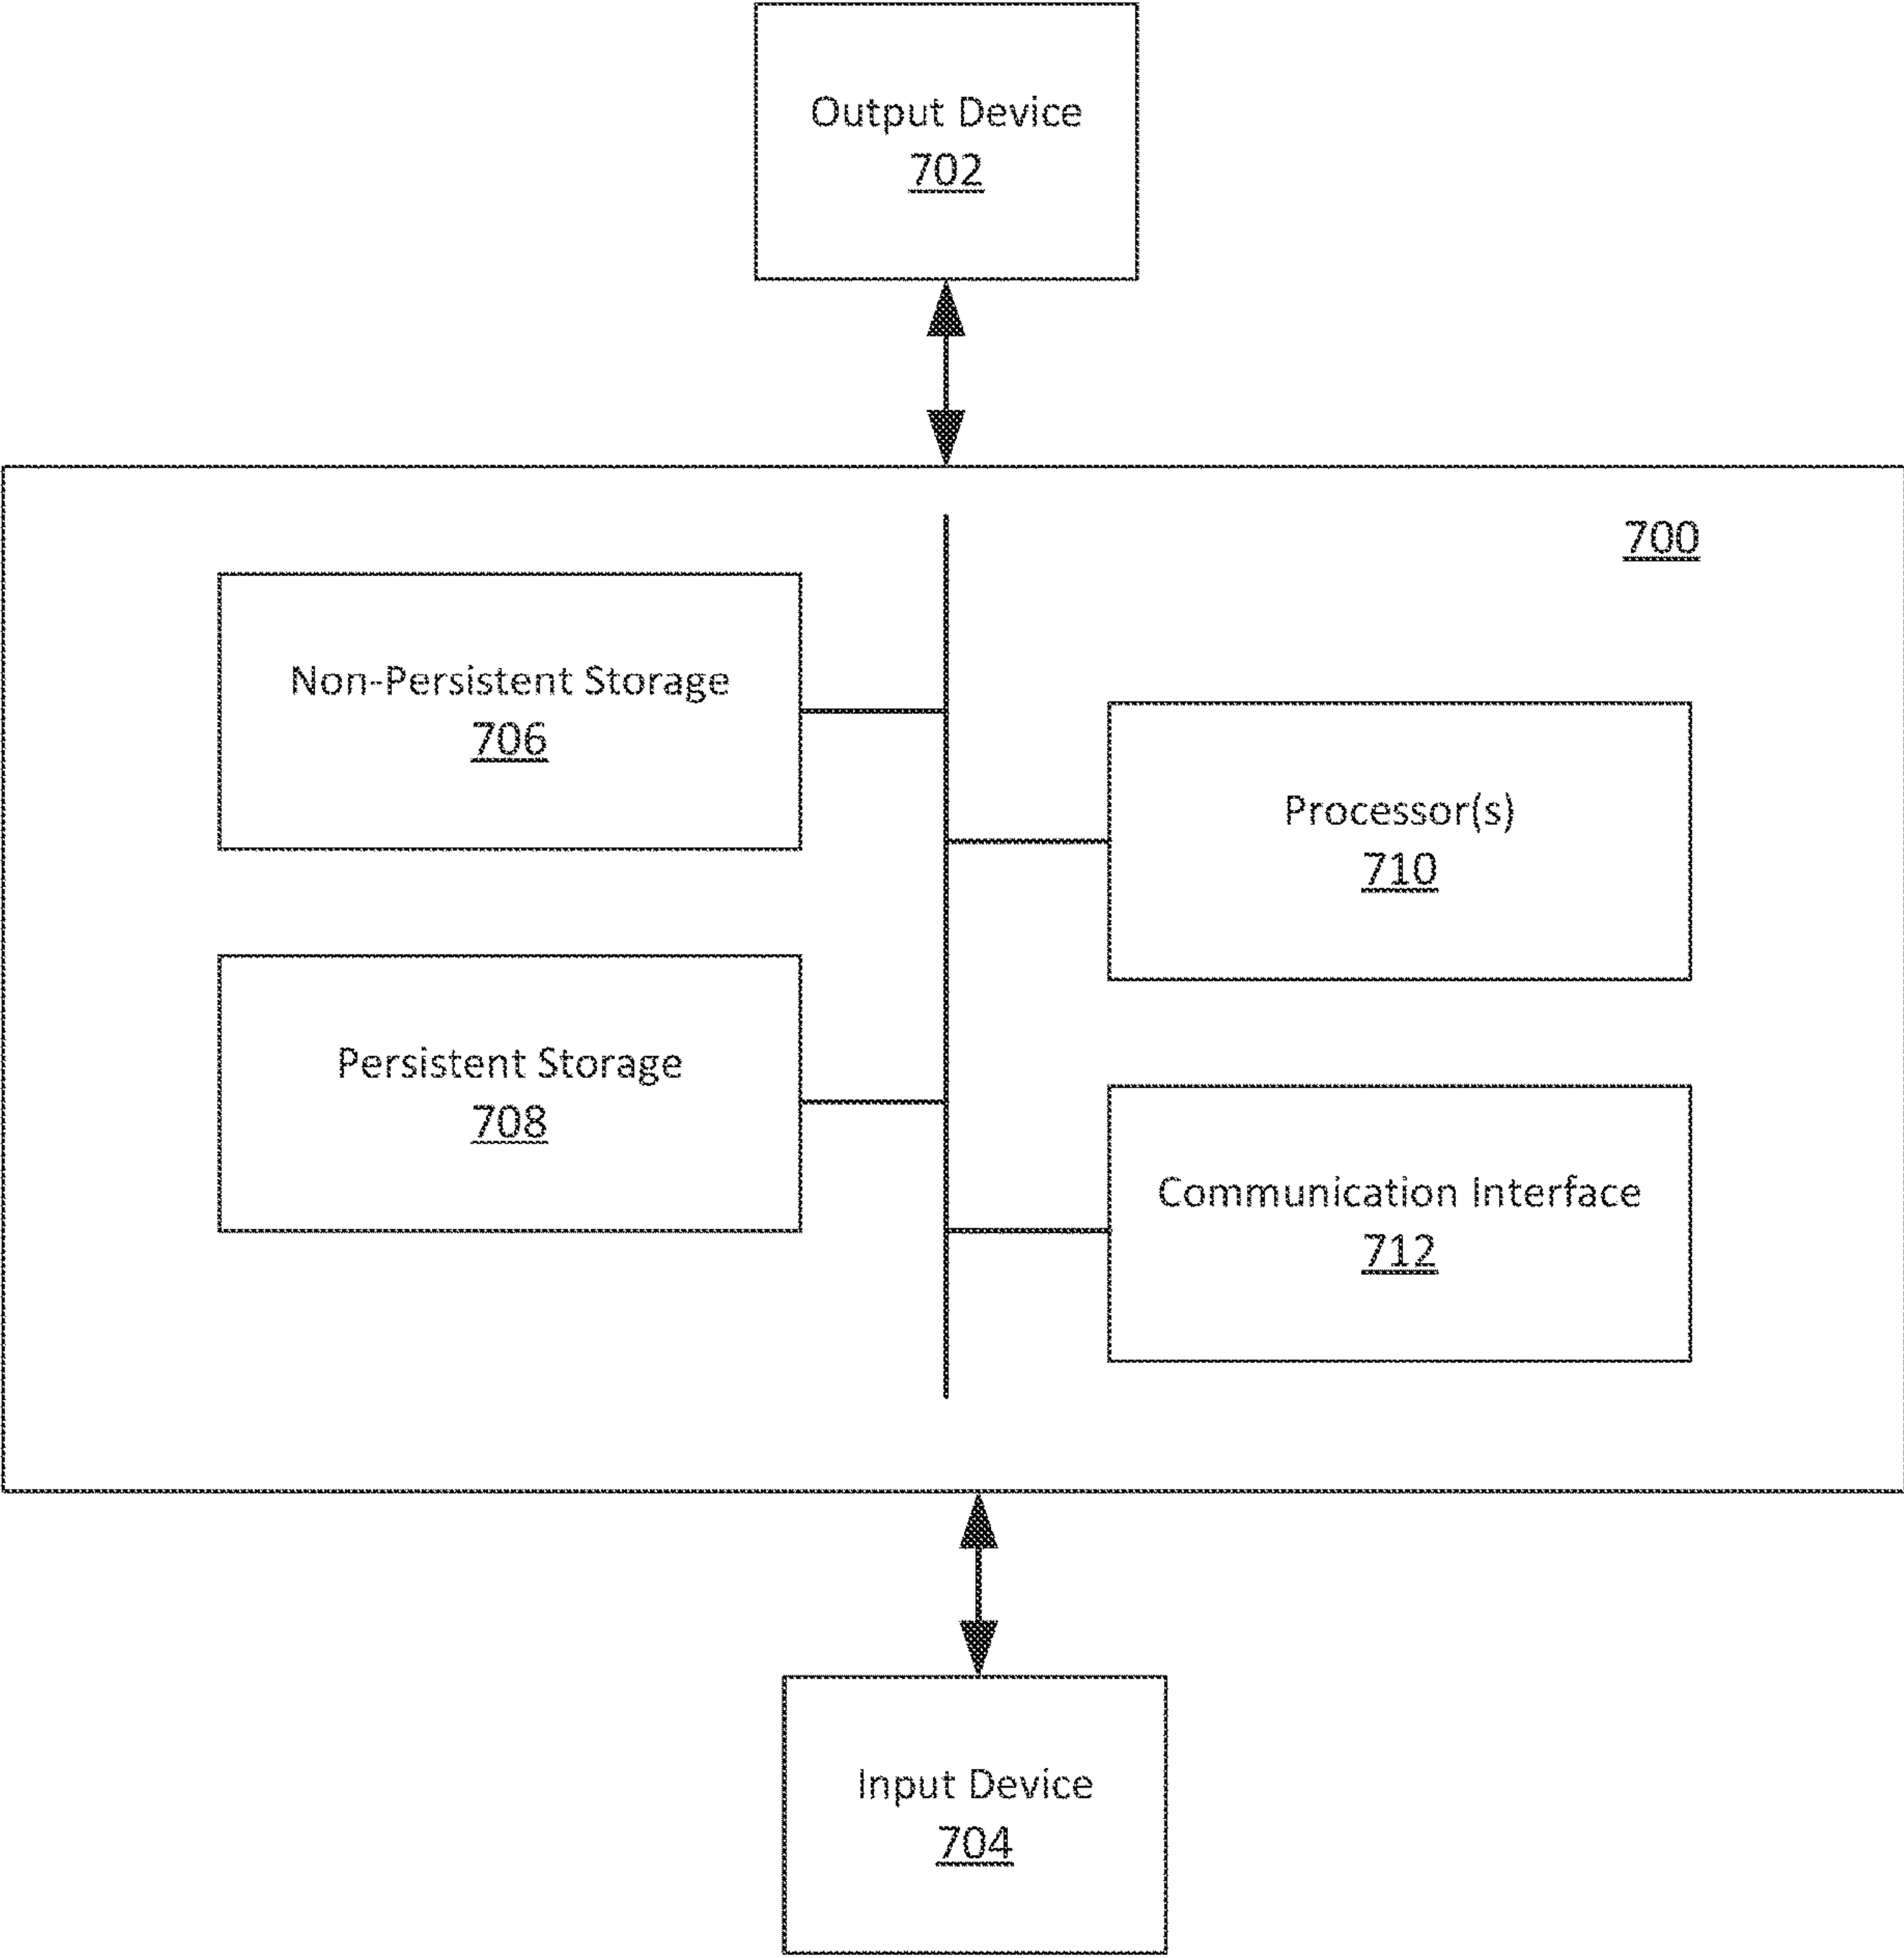 Output Device
702
700
Non-Persistent Storage
706
Processor(s)
710
Persistent Storage
708
Communication Interface
712
Input Device
704